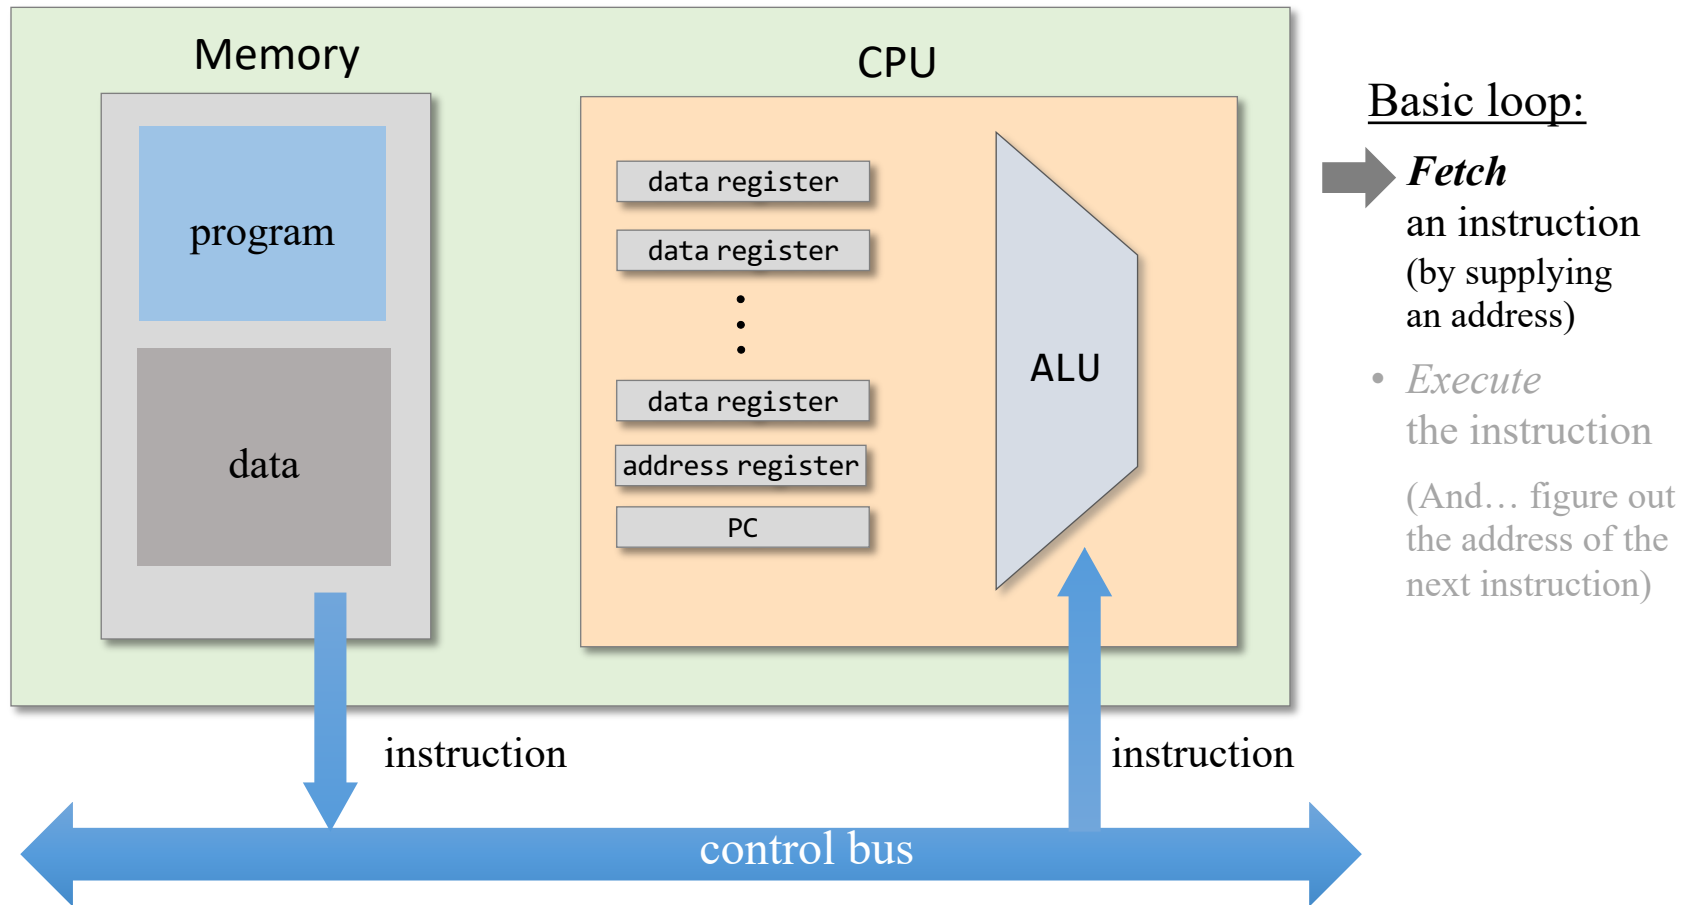 Memory
program
data
CPU
data register
data register
data register
address register
PC
ALU
Basic loop:
Fetch
an instruction
(by supplying
an address)
• Execute
the instruction
(And… figure out
the address of the
next instruction)
instruction
instruction
control bus